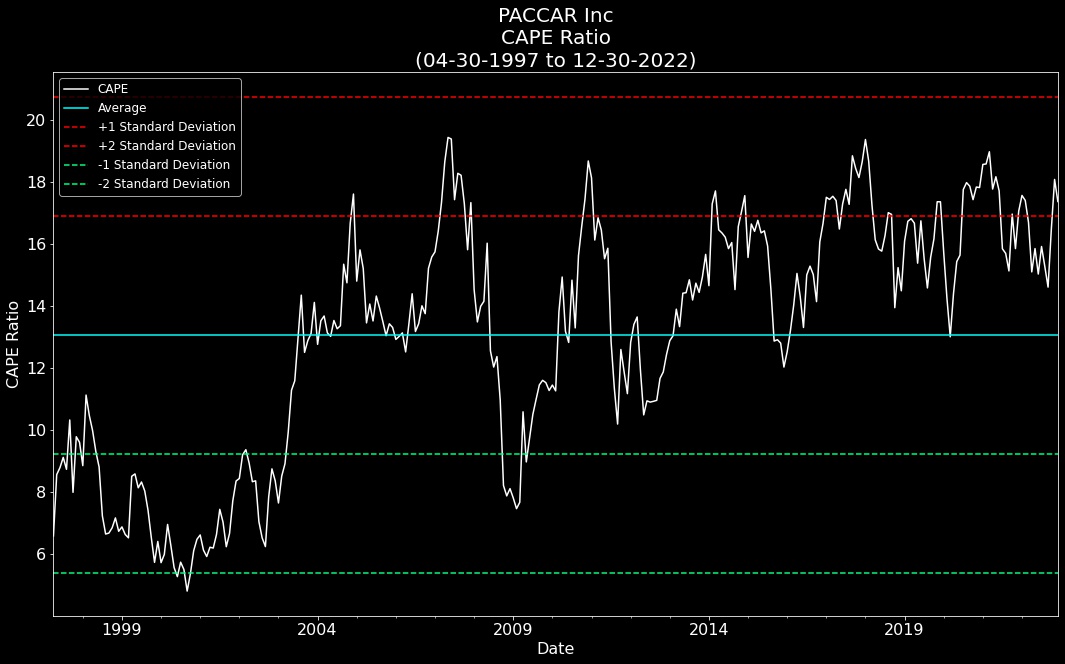 PACCAR Inc
CAPE Ratio
(04-30-1997 to 12-30-2022)
CAPE
Average
+1 Standard Deviation
+2 Standard Deviation
-1 Standard Deviation
-2 Standard Deviation
20
18
16
14
12
10
8
6
CAPE Ratio
1999 2004 2009 2014 2019
Date